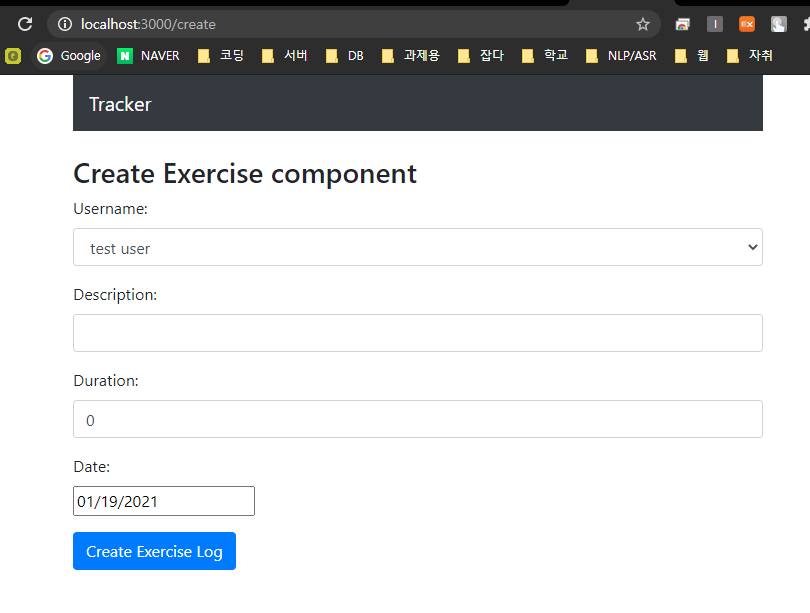 localhost:3000/create
Google NAVER 코딩 서버 DB 과제용 잡다 학교 NLP/ASR 웹 자취
Tracker
Create Exercise component
Username:
test user
Description:
Duration:
0
Date:
01/19/2021
Create Exercise Log